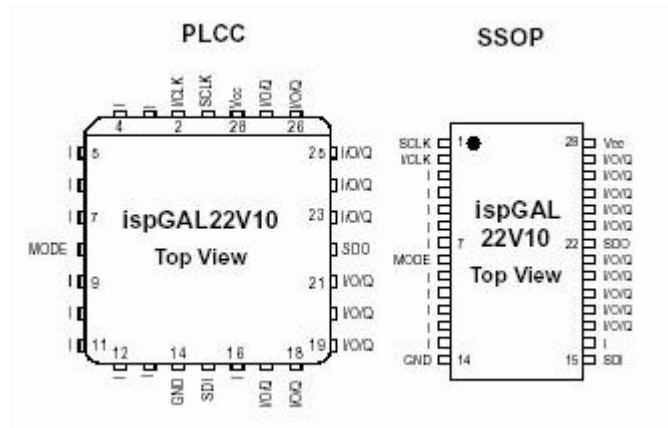 PLCC
I
I
I/CLK
SCLK
Vcc
I/O/Q
I/O/Q
4 2 28 26
I 5 25 I/O/Q
I I/O/Q
I 7 23 I/O/Q
ispGAL22V10
MODE SDO
Top View
I 9 21 I/O/Q
I I/O/Q
I 11 19 I/O/Q
12 14 16 18
I
I
GND
SDI
I
I/O/Q
I/O/Q
SSOP
SCLK 1 28 Vcc
I/CLK I/O/Q
I I/O/Q
I I/O/Q
I I/O/Q
ispGAL
I I/O/Q
22V10
I 7 22 SDO
MODE I/O/Q
Top View
I I/O/Q
I I/O/Q
I I/O/Q
I I/O/Q
I I
GND 14 15 SDI